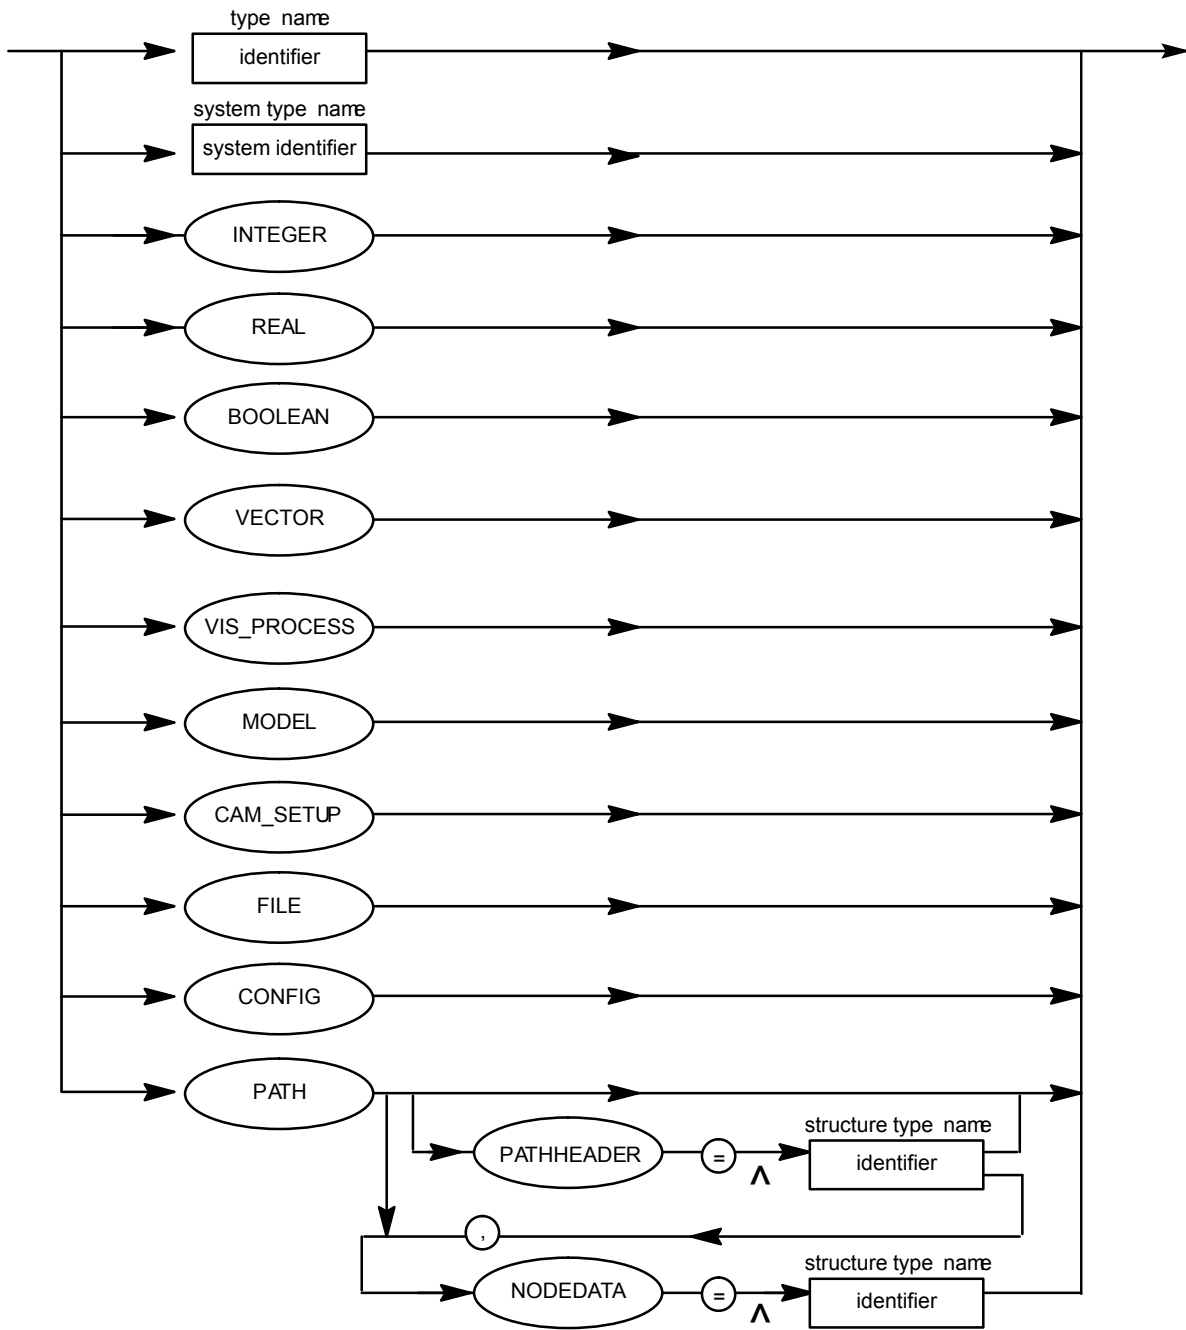 type name
identifier
system type name
system identifier
INTEGER
REAL
BOOLEAN
VECTOR
VIS_PROCESS
MODEL
CAM_SETUP
FILE
CONFIG
PATH
structure type name
PATHHEADER = ^ identifier
,
structure type name
NODEDATA = ^ identifier